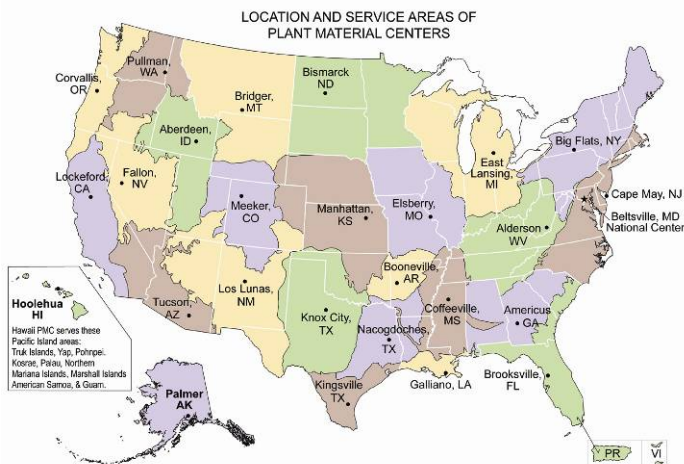 LOCATION AND SERVICE AREAS OF
PLANT MATERIAL CENTERS
Pullman,
WA
Corvallis,
OR
Bismarck
ND
Bridger,
MT
Aberdeen,
ID
Big Flats, NY
East
Lansing,
MI
Fallon,
NV
Lockeford,
CA
Meeker,
CO
Manhattan,
KS
Elsberry,
MO
Cape May, NJ
Beltsville, MD
National Center
Alderson
WV
Booneville,
AR
Los Lunas,
NM
Tucson,
AZ
Knox City,
TX
Coffeeville,
MS
Americus
GA
Nacogdoches,
TX
Kingsville
TX
Galliano, LA
Brooksville,
FL
Hoolehua
HI
Hawaii PMC serves these
Pacific Island areas:
Truk Islands, Yap, Pohnpei.
Kosrae, Palau, Northern
Mariana Islands, Marshall Islands
American Samoa, & Guam.
Palmer
AK
PR
VI